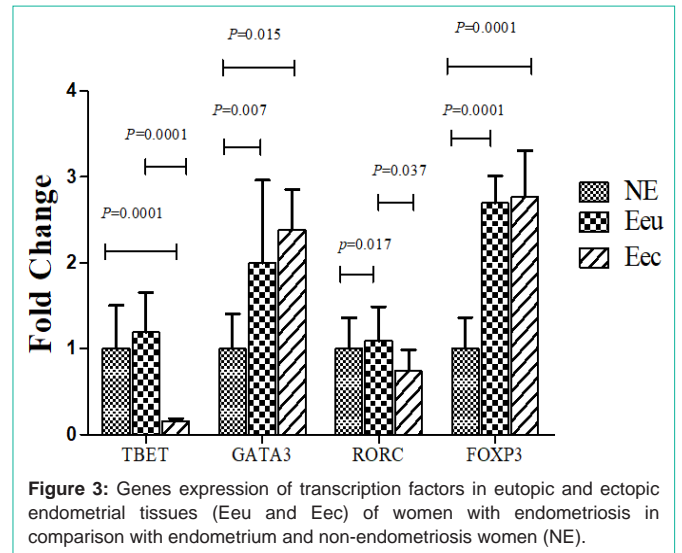 P=0.015
P=0.0001
P=0.007
P=0.0001
P=0.0001
P=0.037
P=0.0001
p=0.017
4
3
2
1
0
Fold Change
NE
Eeu
Eec
TBET GATA3 RORC FOXP3
Figure 3: Genes expression of transcription factors in eutopic and ectopic
endometrial tissues (Eeu and Eec) of women with endometriosis in
comparison with endometrium and non-endometriosis women (NE).